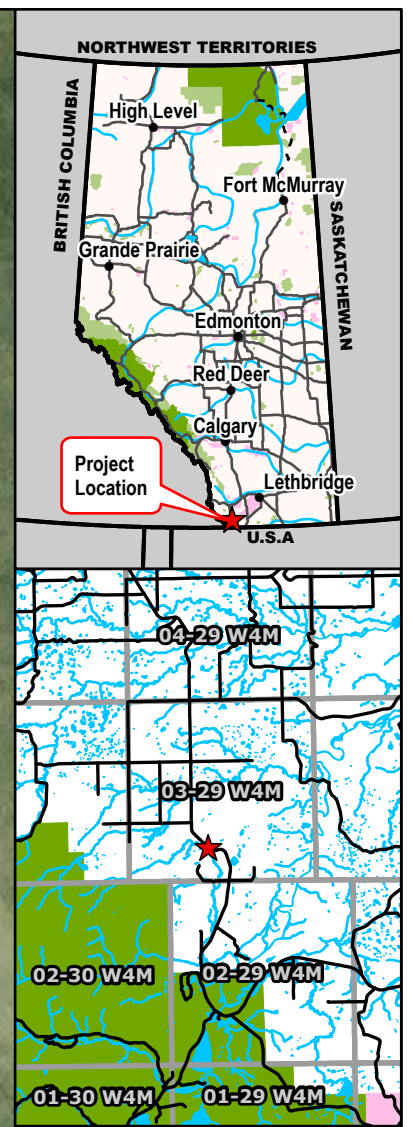 NORTHWEST TERRITORIES
BRITISH COLUMBIA
High Level
Fort McMurray
SASKATCHEWAN
Grande Prairie
Edmonton
Red Deer
Calgary
Project
Location
Lethbridge
U.S.A
04-29 W4M
03-29 W4M
02-30 W4M
02-29 W4M
01-30 W4M
01-29 W4M